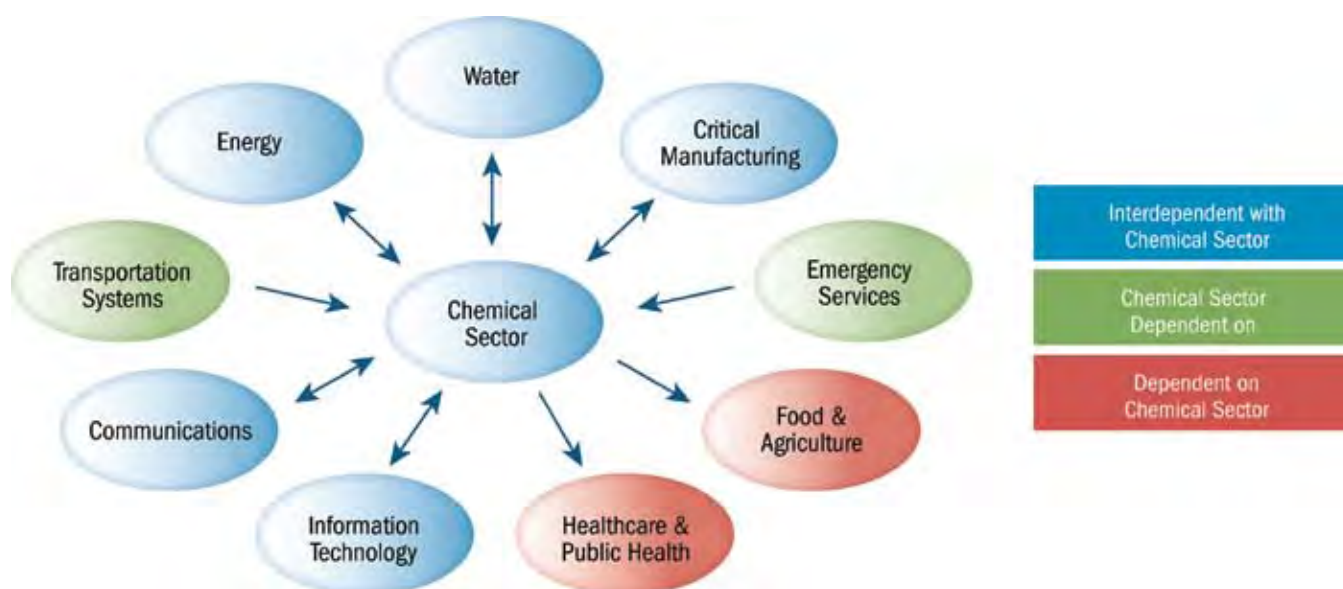 Water
Energy
Critical
Manufacturing
Transportation
Systems
Chemical
Sector
Emergency
Services
Communications
Food &
Agriculture
Information
Technology
Healthcare &
Public Health
Interdependent with
Chemical Sector
Chemical Sector
Dependent on
Dependent on
Chemical Sector